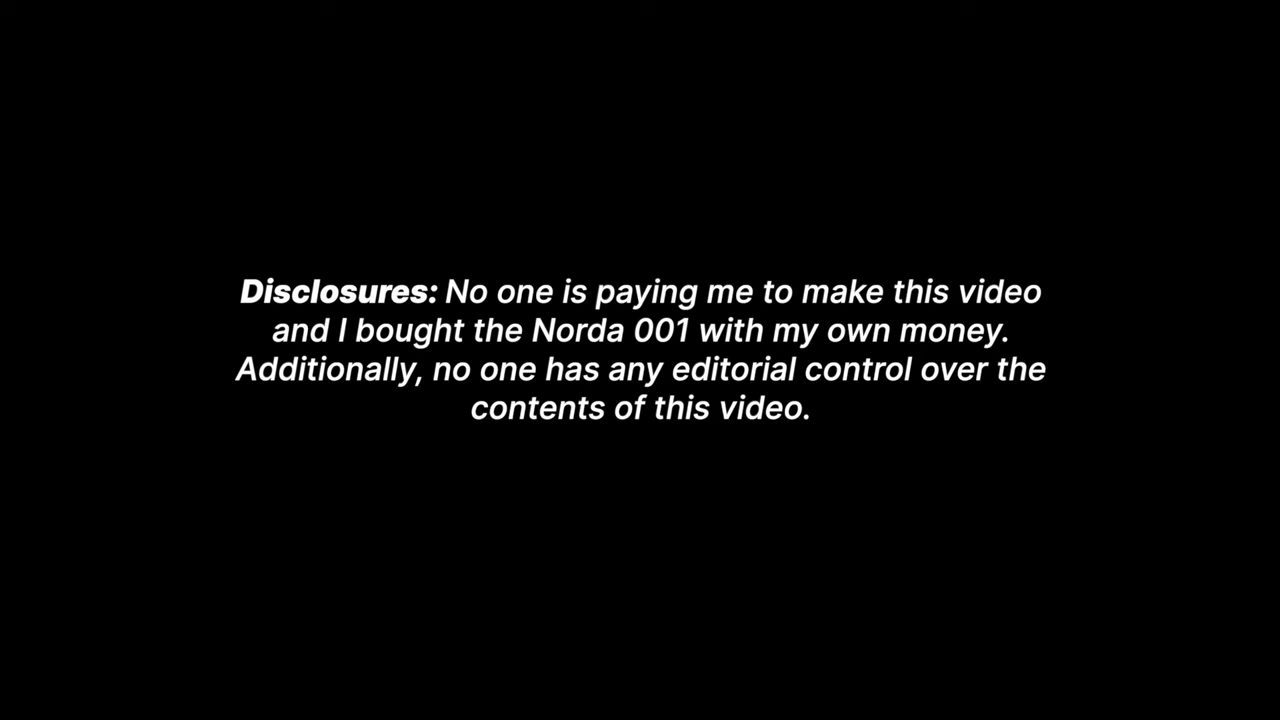 Disclosures: No one is paying me to make this video
and I bought the Norda 001 with my own money.
Additionally, no one has any editorial control over the
contents of this video.